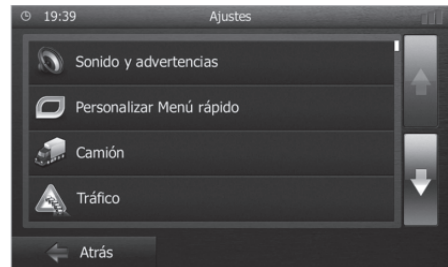 19:39 Ajustes
Sonido y advertencias
Personalizar Menú rápido
Camión
Tráfico
Atrás